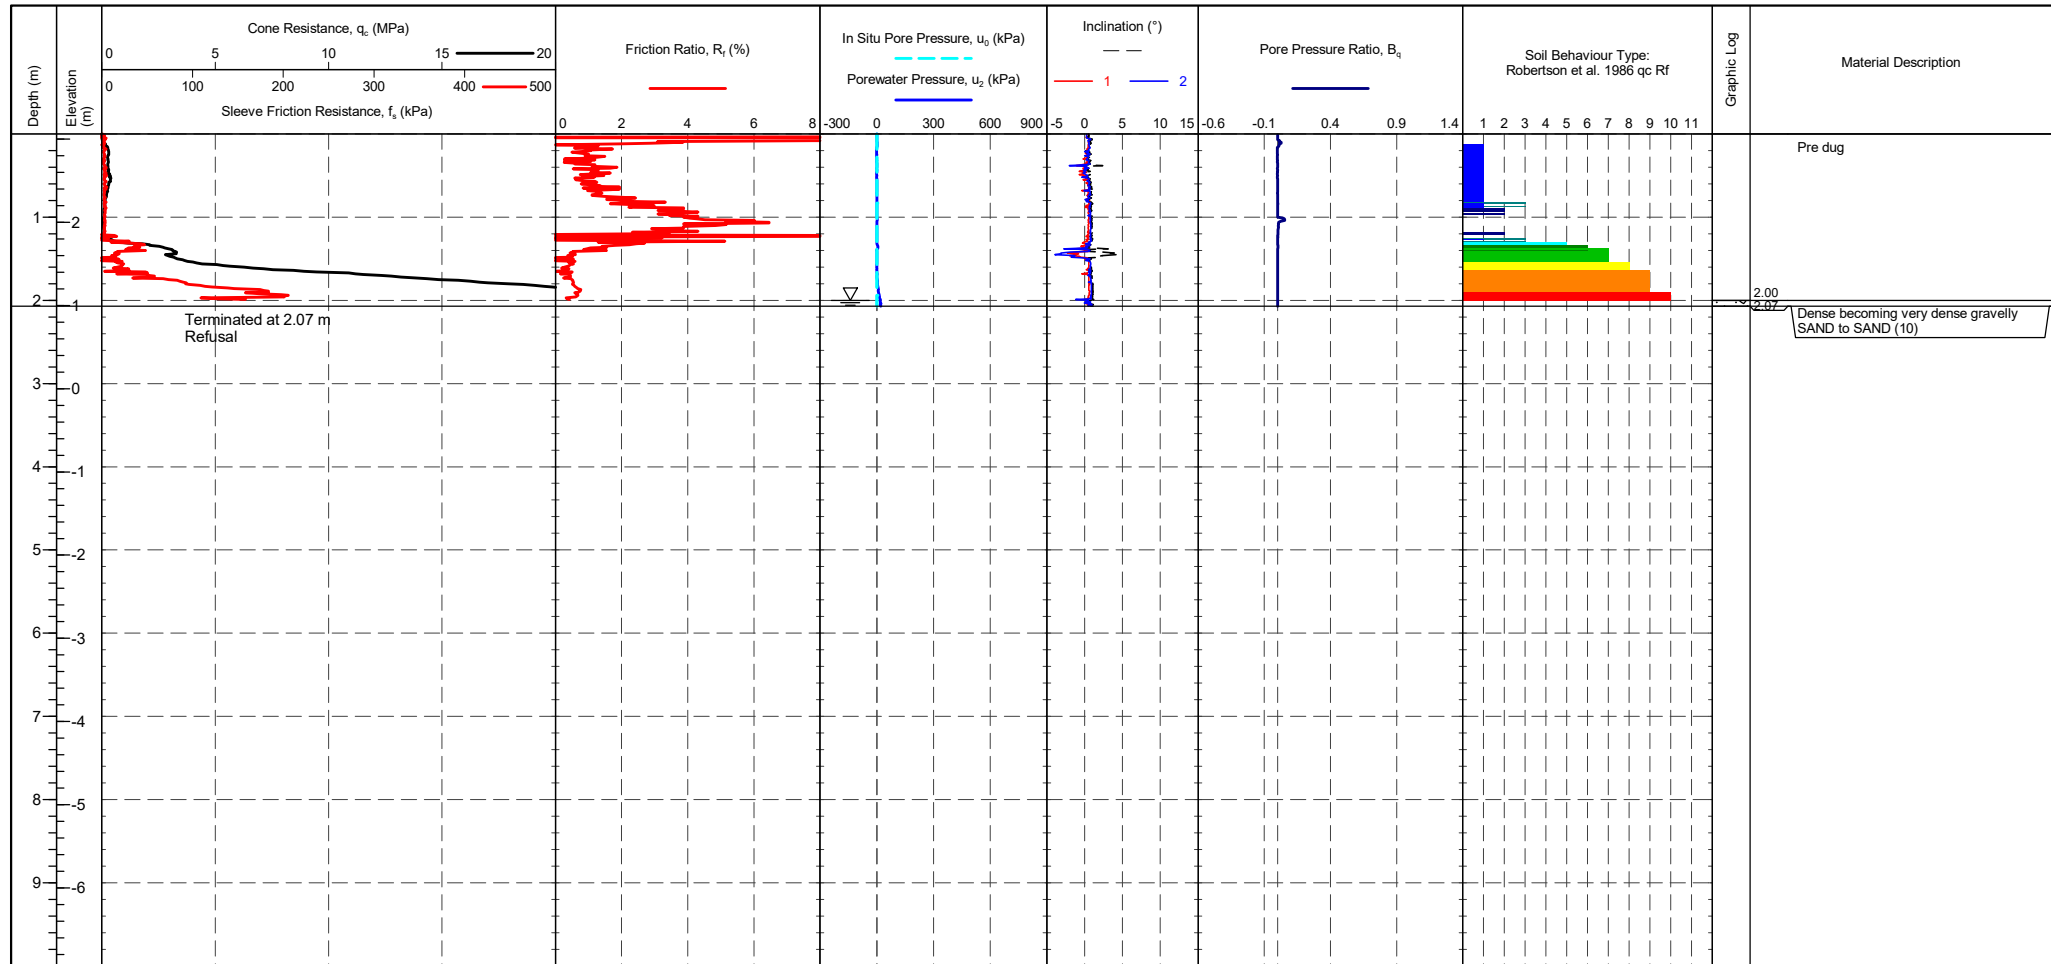 Depth (m)
Elevation
(m)
Cone Resistance, qc (MPa)
0 5 10 15 20
100 200 300 400 500
Sleeve Friction Resistance, fs (kPa)
Friction Ratio, Rf (%)
0 2 4 6 8
In Situ Pore Pressure, u0 (kPa)
Porewater Pressure, u2 (kPa)
-300 0 300 600 900
Inclination (°)
1 2
-5 0 5 10 15
Pore Pressure Ratio, Bq
-0.6 -0.1 0.4 0.9 1.4
Soil Behaviour Type:
Robertson et al. 1986 qc Rf
1 2 3 4 5 6 7 8 9 10 11
Graphic Log
Material Description
Pre dug
1
2
2
1
2.00
2.07
Terminated at 2.07 m
Refusal
Dense becoming very dense gravelly
SAND to SAND (10)
3
0
4
-1
5
-2
6
-3
7
-4
8
-5
9
-6